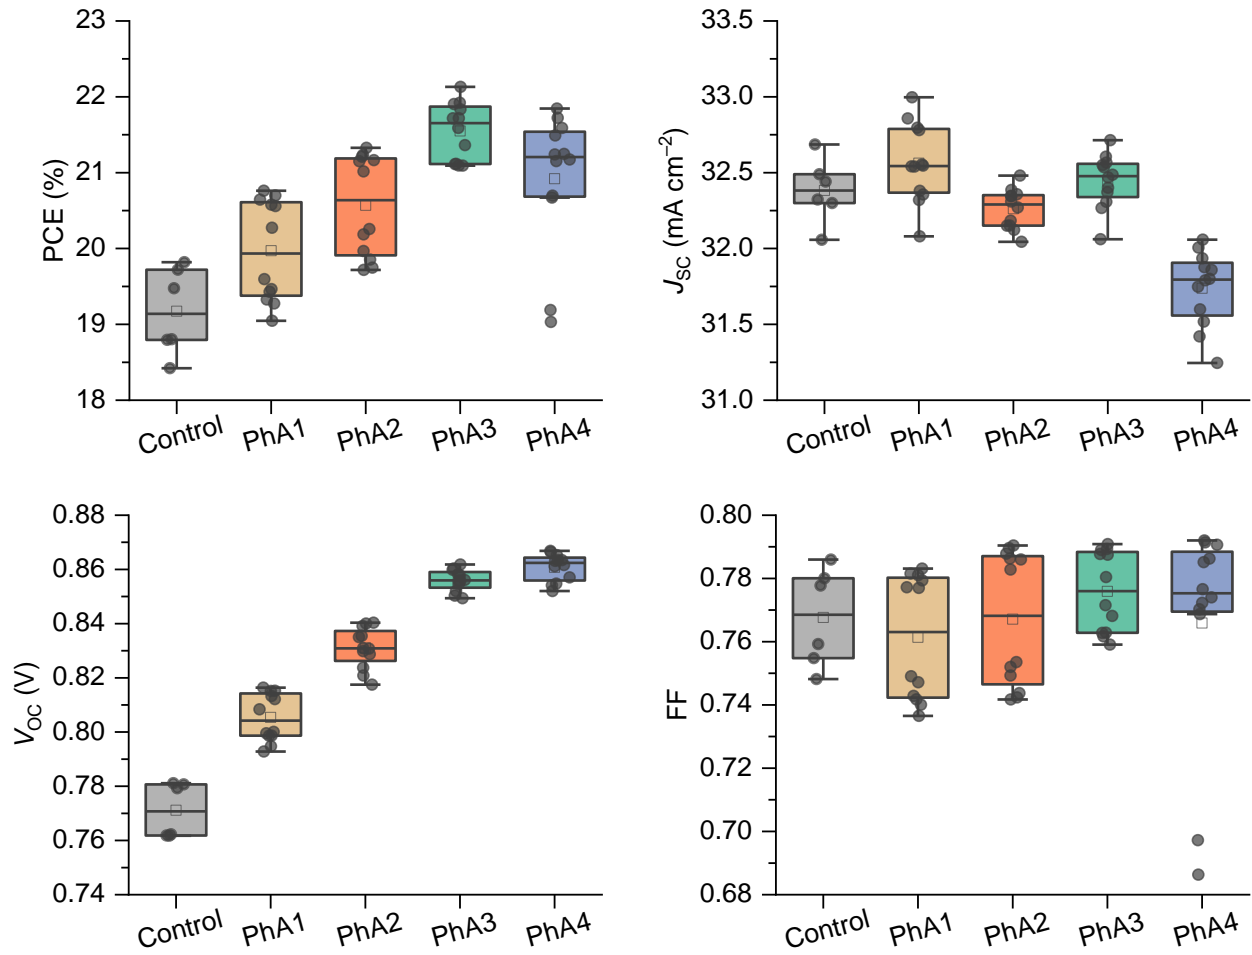 PCE (%)
23
22
21
20
19
18
Control
PhA1
PhA2
PhA3
PhA4
J_SC (mA cm⁻²)
33.5
33.0
32.5
32.0
31.5
31.0
Control
PhA1
PhA2
PhA3
PhA4
V_OC (V)
0.88
0.86
0.84
0.82
0.80
0.78
0.76
0.74
Control
PhA1
PhA2
PhA3
PhA4
FF
0.80
0.78
0.76
0.74
0.72
0.70
0.68
Control
PhA1
PhA2
PhA3
PhA4